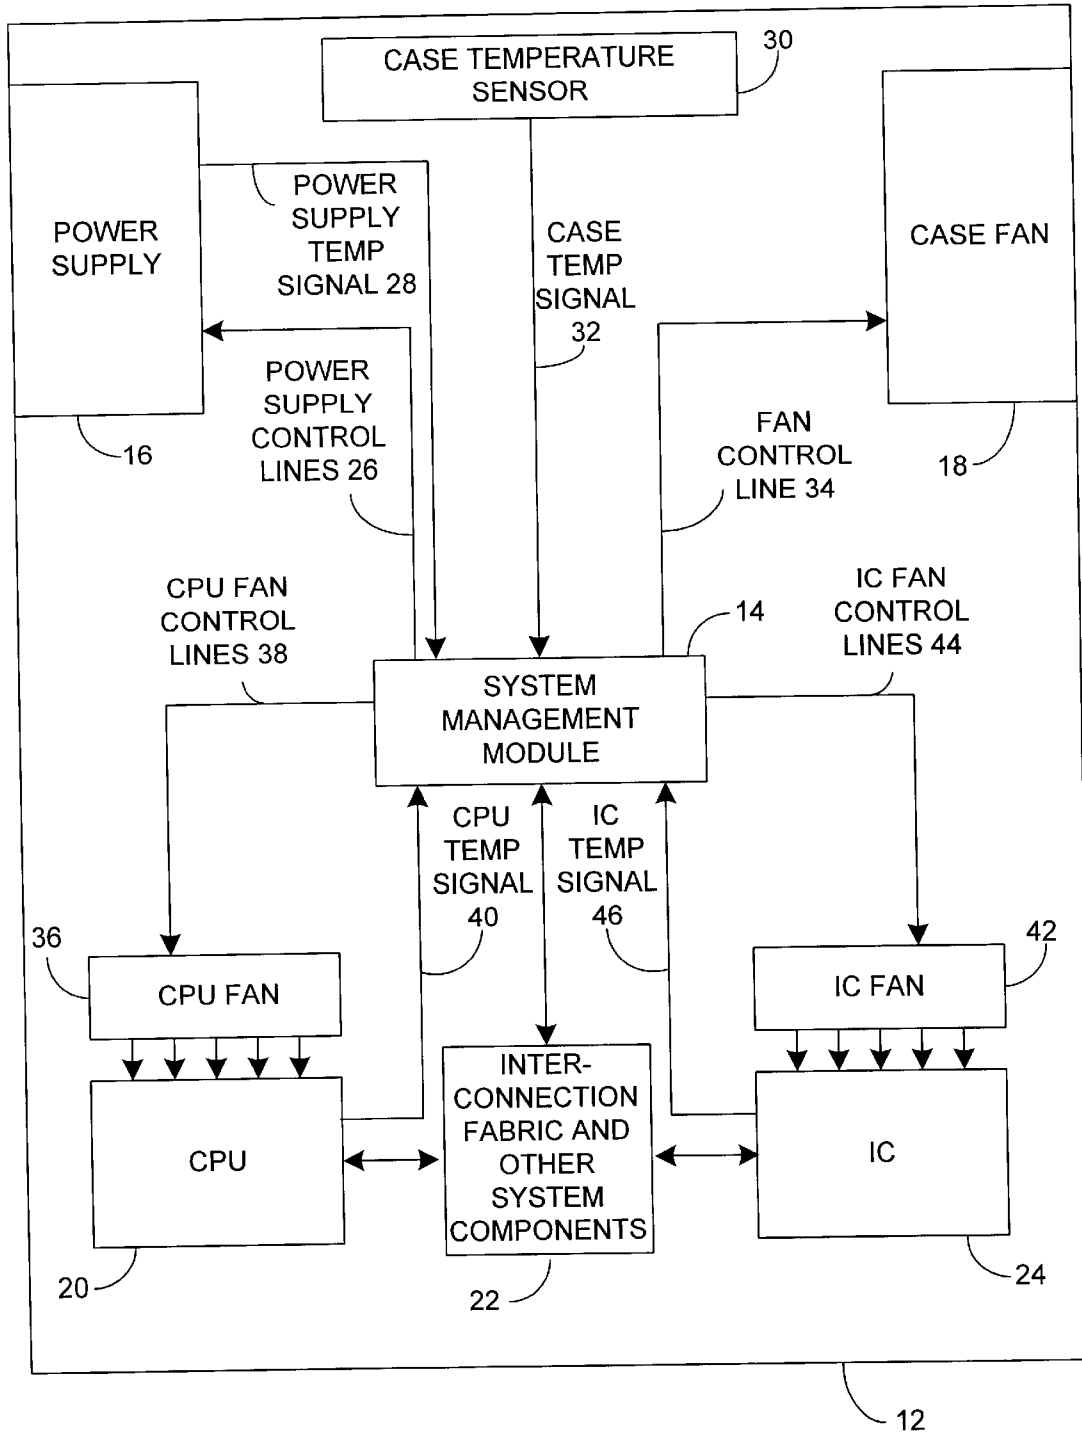 CASE TEMPERATURE
SENSOR
30
POWER
SUPPLY
POWER
SUPPLY
TEMP
SIGNAL 28
CASE
TEMP
SIGNAL
32
CASE FAN
16
POWER
SUPPLY
CONTROL
LINES 26
FAN
CONTROL
LINE 34
18
CPU FAN
CONTROL
LINES 38
14
IC FAN
CONTROL
LINES 44
SYSTEM
MANAGEMENT
MODULE
CPU
TEMP
SIGNAL
40
IC
TEMP
SIGNAL
46
36
CPU FAN
42
IC FAN
CPU
INTER-
CONNECTION
FABRIC AND
OTHER
SYSTEM
COMPONENTS
IC
20
22
24
12